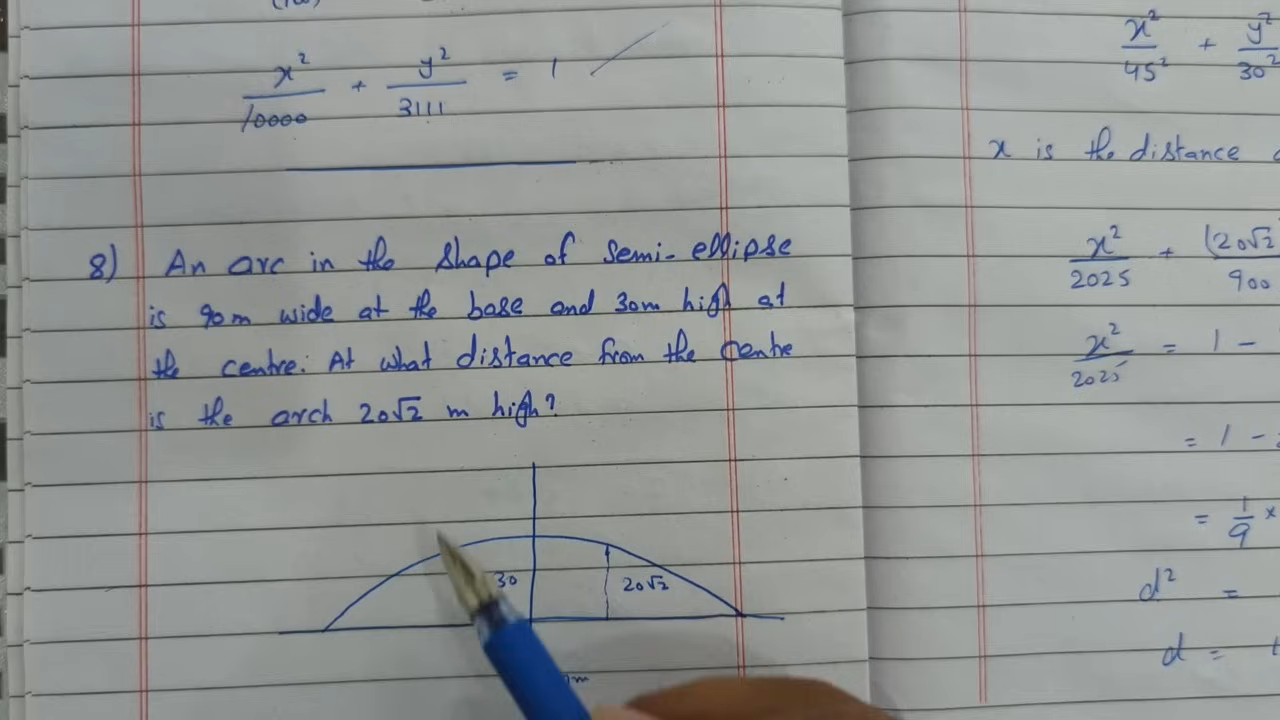 x² / 10000 + y² / 3111 = 1
8) An arc in the shape of semi-ellipse
is 90m wide at the base and 30m high at
the centre. At what distance from the centre
is the arch 20√2 m high?
30
20√2
m
x² / 45² + y² / 30²
x is the distance
x² / 2025 + (20√2 / 900
x² / 2025 = 1 -
= 1 -
= 1/9 ×
d² =
d =